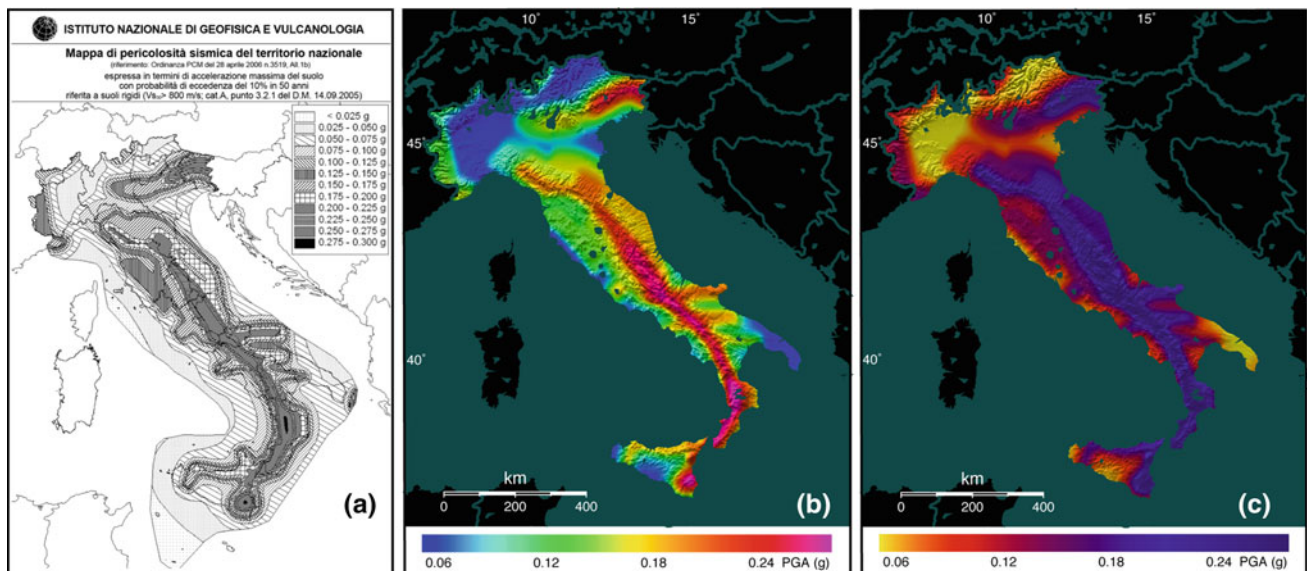 ISTITUTO NAZIONALE DI GEOFISICA E VULCANOLOGIA
Mappa di pericolosità sismica del territorio nazionale
(riferimento: Ordinanza PCM del 28 aprile 2006 n.3519, All.1b)
espressa in termini di accelerazione massima del suolo
con probabilità di eccedenza del 10% in 50 anni
riferita a suoli rigidi (Vs30> 800 m/s; cat.A, punto 3.2.1 del D.M. 14.09.2005)
< 0.025 g
0.025 - 0.050 g
0.050 - 0.075 g
0.075 - 0.100 g
0.100 - 0.125 g
0.125 - 0.150 g
0.150 - 0.175 g
0.175 - 0.200 g
0.200 - 0.225 g
0.225 - 0.250 g
0.250 - 0.275 g
0.275 - 0.300 g
(a)
10° 15°
45°
40°
km
0 200 400
(b)
0.06 0.12 0.18 0.24 PGA (g)
10° 15°
45°
40°
km
0 200 400
(c)
0.06 0.12 0.18 0.24 PGA (g)